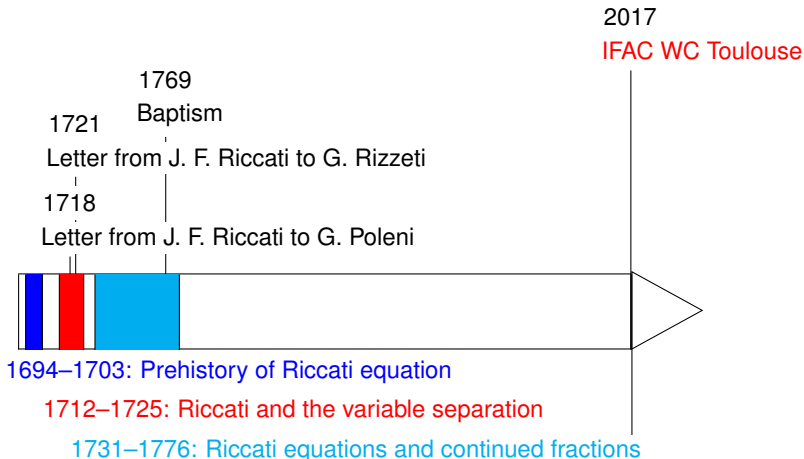 2017
IFAC WC Toulouse
1769
Baptism
1721
Letter from J. F. Riccati to G. Rizzeti
1718
Letter from J. F. Riccati to G. Poleni
1694–1703: Prehistory of Riccati equation
1712–1725: Riccati and the variable separation
1731–1776: Riccati equations and continued fractions